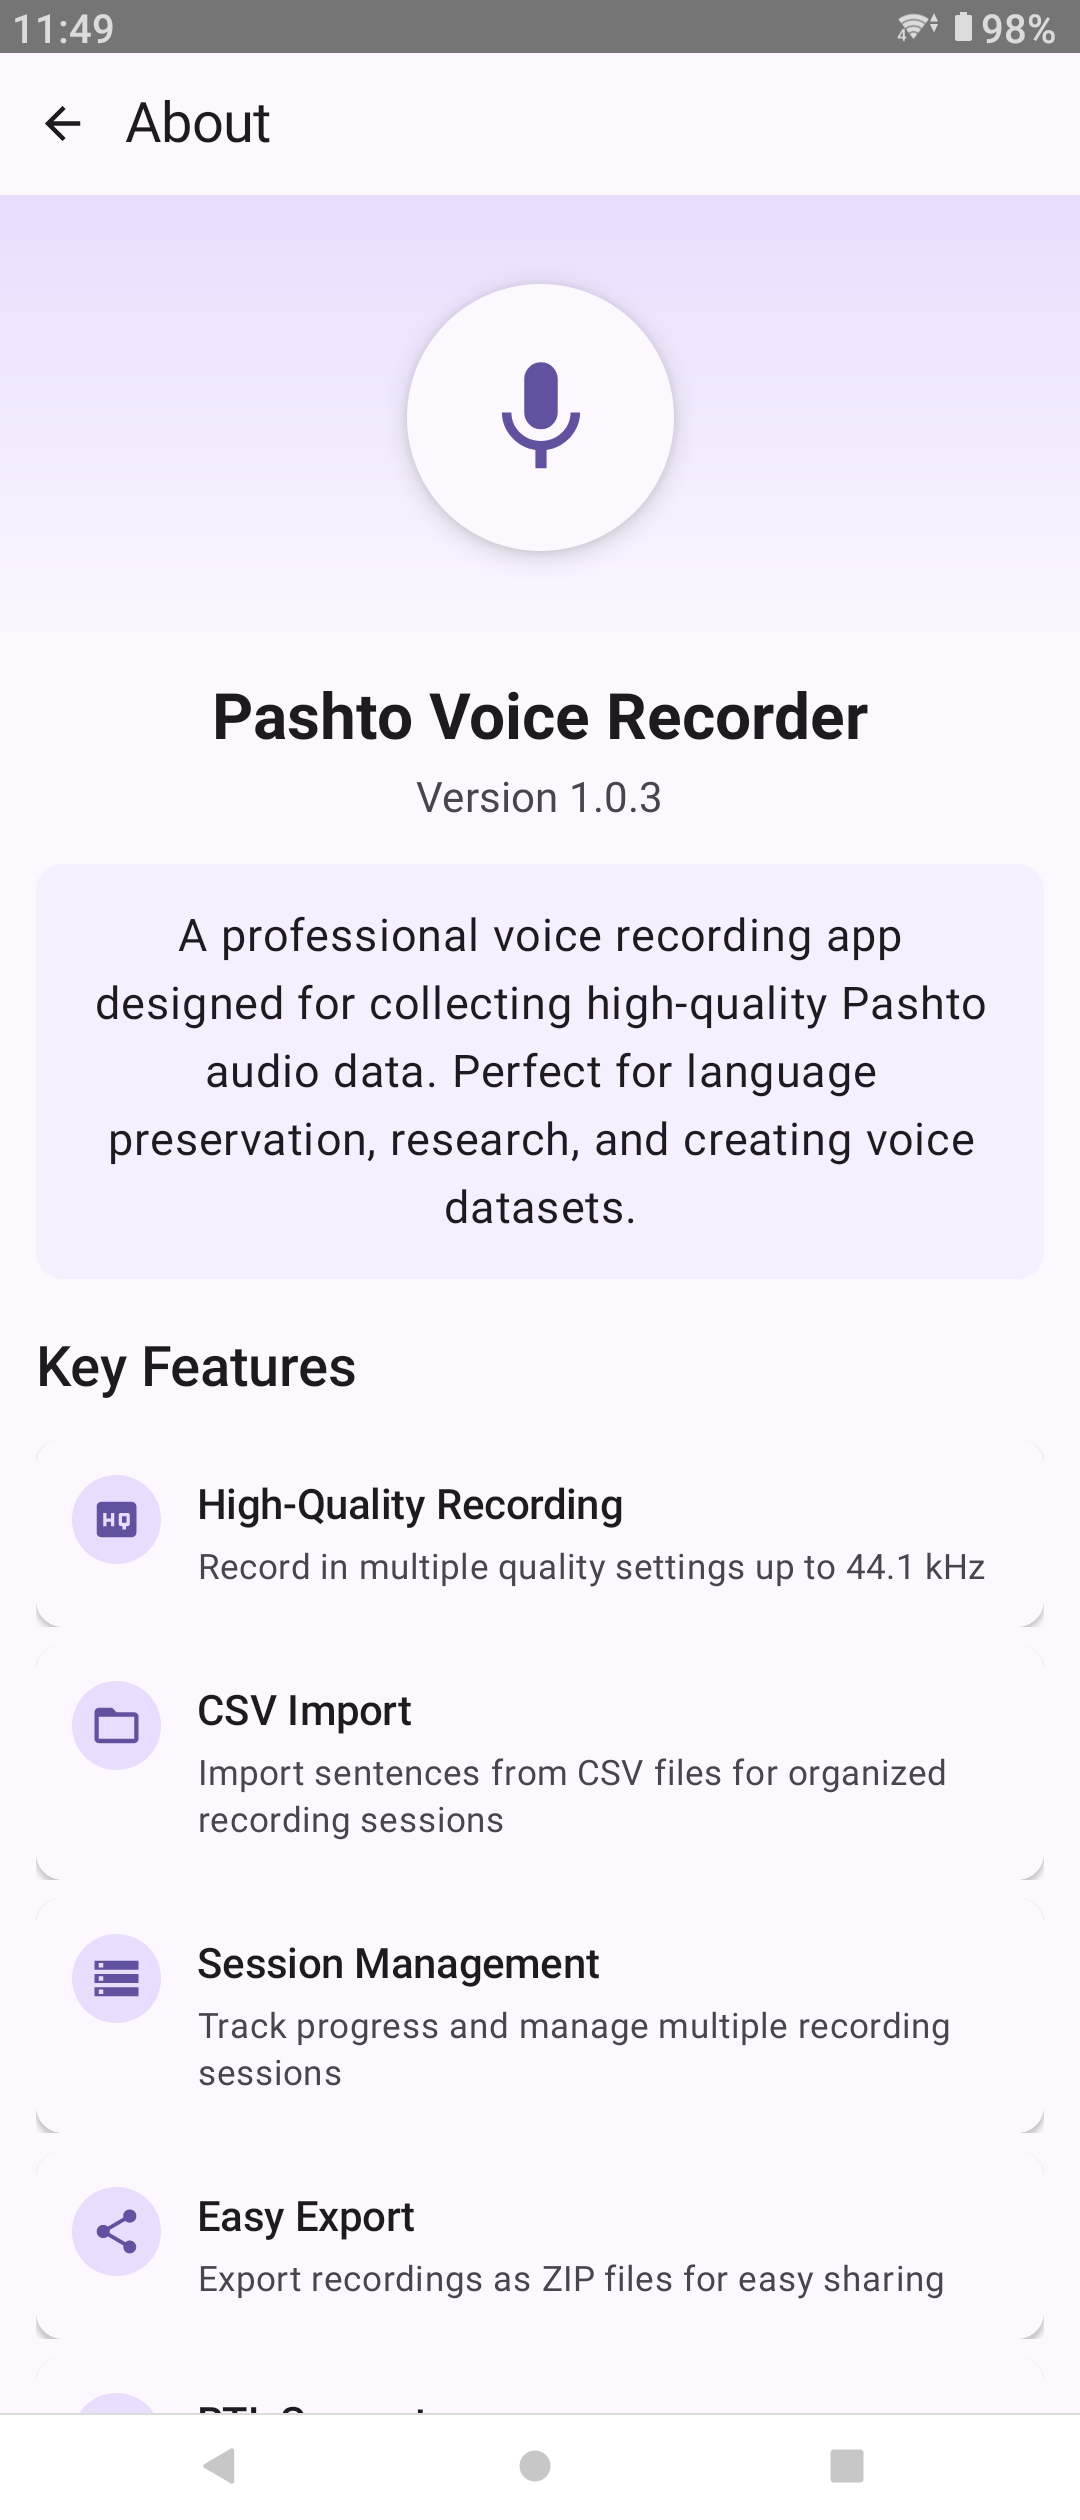 11:49
4
98%
About
Pashto Voice Recorder
Version 1.0.3
A professional voice recording app
designed for collecting high-quality Pashto
audio data. Perfect for language
preservation, research, and creating voice
datasets.
Key Features
HQ
High-Quality Recording
Record in multiple quality settings up to 44.1 kHz
CSV Import
Import sentences from CSV files for organized
recording sessions
Session Management
Track progress and manage multiple recording
sessions
Easy Export
Export recordings as ZIP files for easy sharing